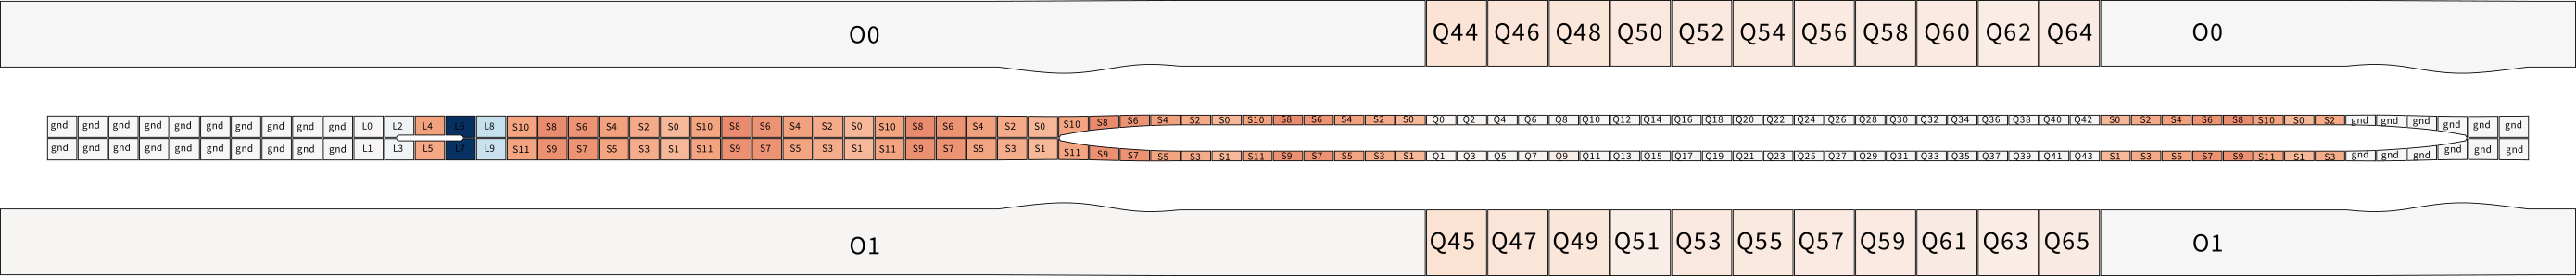 O0 Q44 Q46 Q48 Q50 Q52 Q54 Q56 Q58 Q60 Q62 Q64 O0
gnd gnd gnd gnd gnd gnd gnd gnd gnd gnd L0 L2 L4 L6 L8 S10 S8 S6 S4 S2 S0 S10 S8 S6 S4 S2 S0 S10 S8 S6 S4 S2 S0 S10 S8 S6 S4 S2 S0 S10 S8 S6 S4 S2 S0 Q0 Q2 Q4 Q6 Q8 Q10 Q12 Q14 Q16 Q18 Q20 Q22 Q24 Q26 Q28 Q30 Q32 Q34 Q36 Q38 Q40 Q42 S0 S2 S4 S6 S8 S10 S0 S2 gnd gnd gnd gnd gnd gnd
gnd gnd gnd gnd gnd gnd gnd gnd gnd gnd L1 L3 L5 L7 L9 S11 S9 S7 S5 S3 S1 S11 S9 S7 S5 S3 S1 S11 S9 S7 S5 S3 S1 S11 S9 S7 S5 S3 S1 S11 S9 S7 S5 S3 S1 Q1 Q3 Q5 Q7 Q9 Q11 Q13 Q15 Q17 Q19 Q21 Q23 Q25 Q27 Q29 Q31 Q33 Q35 Q37 Q39 Q41 Q43 S1 S3 S5 S7 S9 S11 S1 S3 gnd gnd gnd gnd gnd gnd
O1 Q45 Q47 Q49 Q51 Q53 Q55 Q57 Q59 Q61 Q63 Q65 O1